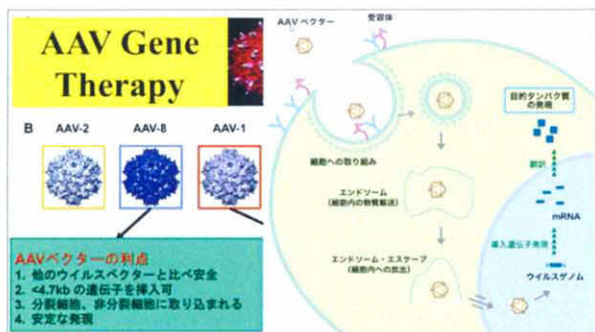 AAV Gene
Therapy
B
AAV-2
AAV-8
AAV-1
AAVベクターの利点
1. 他のウイルスベクターと比べ安全
2. <4.7kb の遺伝子を挿入可
3. 分裂細胞、非分裂細胞に取り込まれる
4. 安定な発現
AAV ベクター
受容体
細胞への取り組み
エンドソーム
(細胞内の物質輸送)
エンドソーム・エスケープ
(細胞内への放出)
目的タンパク質
の発現
翻訳
mRNA
導入遺伝子発現
ウイルスゲノム